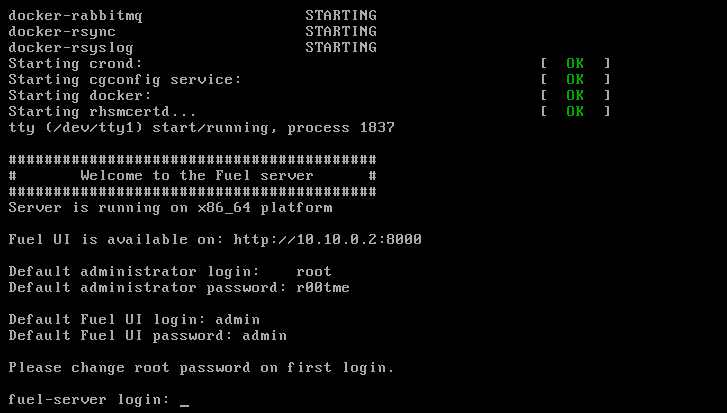 docker-rabbitmq                  STARTING
docker-rsync                     STARTING
docker-rsyslog                   STARTING
Starting crond:                                            [  OK  ]
Starting cgconfig service:                                 [  OK  ]
Starting docker:                                           [  OK  ]
Starting rhsmcertd...                                      [  OK  ]
tty (/dev/tty1) start/running, process 1837
#########################################
#       Welcome to the Fuel server      #
#########################################
Server is running on x86_64 platform
Fuel UI is available on: http://10.10.0.2:8000
Default administrator login:    root
Default administrator password: r00tme
Default Fuel UI login: admin
Default Fuel UI password: admin
Please change root password on first login.
fuel-server login: _